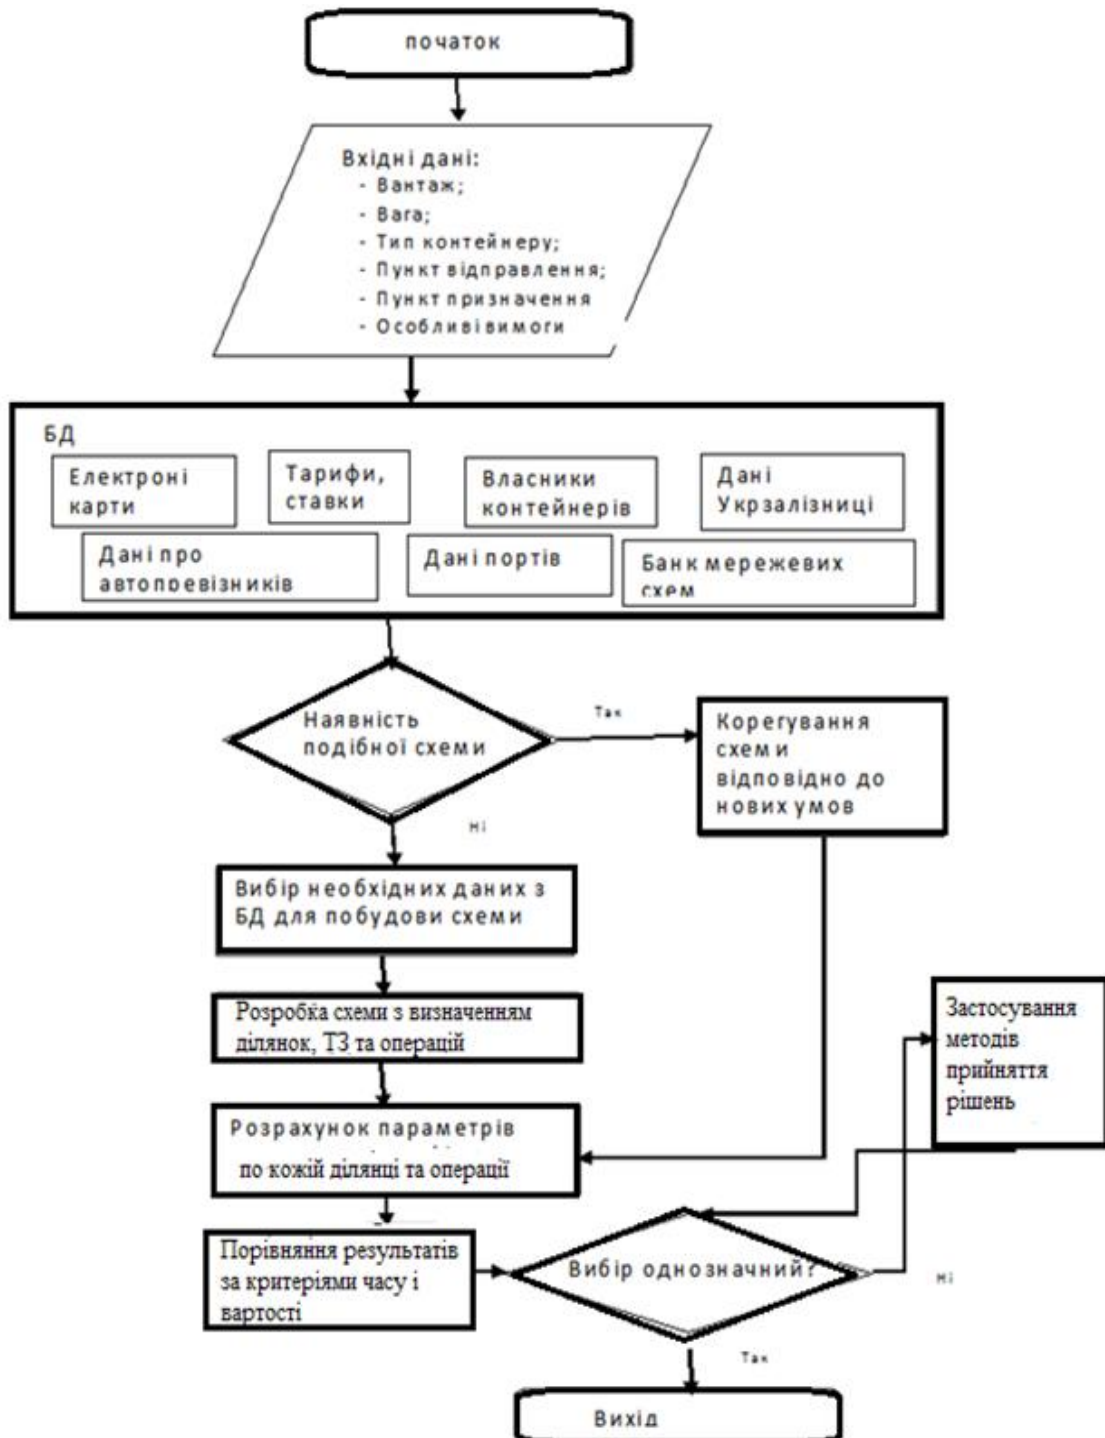 початок
Вхідні дані:
- Вантаж;
- Вага;
- Тип контейнеру;
- Пункт відправлення;
- Пункт призначення
- Особливі вимоги
БД
Електроні
карти
Тарифи,
ставки
Власники
контейнерів
Дані
Укрзалізниці
Дані про
автопревізників
Дані портів
Банк мережевих
схем
Наявність
подібної схеми
Так
Корегування
схеми
відповідно до
нових умов
Ні
Вибір необхідних даних з
БД для побудови схеми
Розробка схеми з визначенням
ділянок, ТЗ та операцій
Застосування
методів
прийняття
рішень
Розрахунок параметрів
по кожій ділянці та операції
Порівняння результатів
за критеріями часу і
вартості
Вибір однозначний?
Ні
Так
Вихід